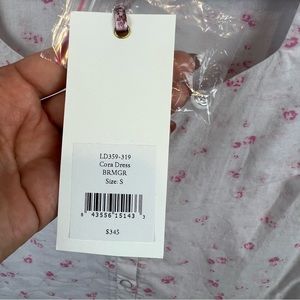 LD359-319
Cora Dress
BRMGR
Size: S
8 43556 15143 3
$345